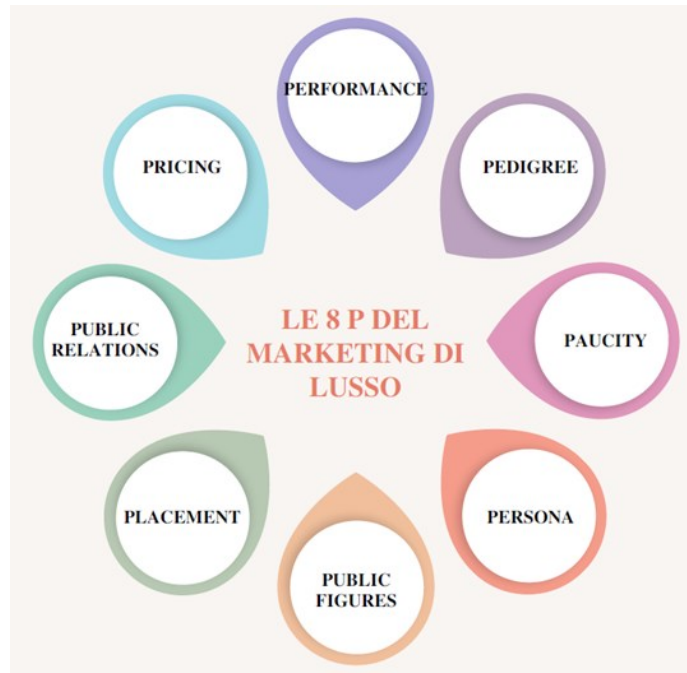 PERFORMANCE
PEDIGREE
PAUCITY
PERSONA
PUBLIC
FIGURES
PLACEMENT
PUBLIC
RELATIONS
PRICING
LE 8 P DEL
MARKETING DI
LUSSO